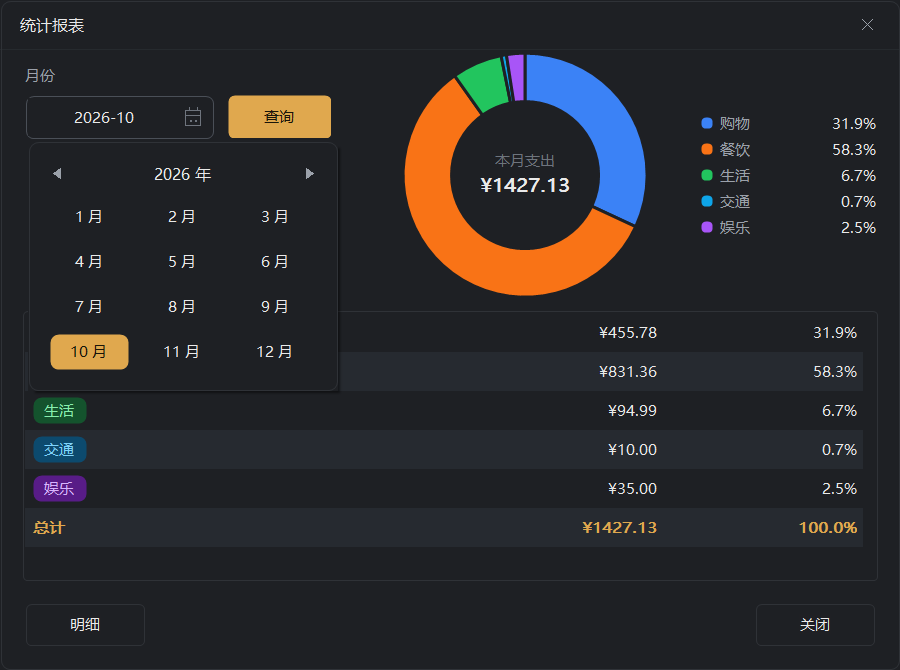 统计报表
月份
2026-10
查询
2026 年
1 月 2 月 3 月
4 月 5 月 6 月
7 月 8 月 9 月
10 月 11 月 12 月
本月支出
¥1427.13
购物 31.9%
餐饮 58.3%
生活 6.7%
交通 0.7%
娱乐 2.5%
¥455.78 31.9%
¥831.36 58.3%
生活 ¥94.99 6.7%
交通 ¥10.00 0.7%
娱乐 ¥35.00 2.5%
总计 ¥1427.13 100.0%
明细 关闭